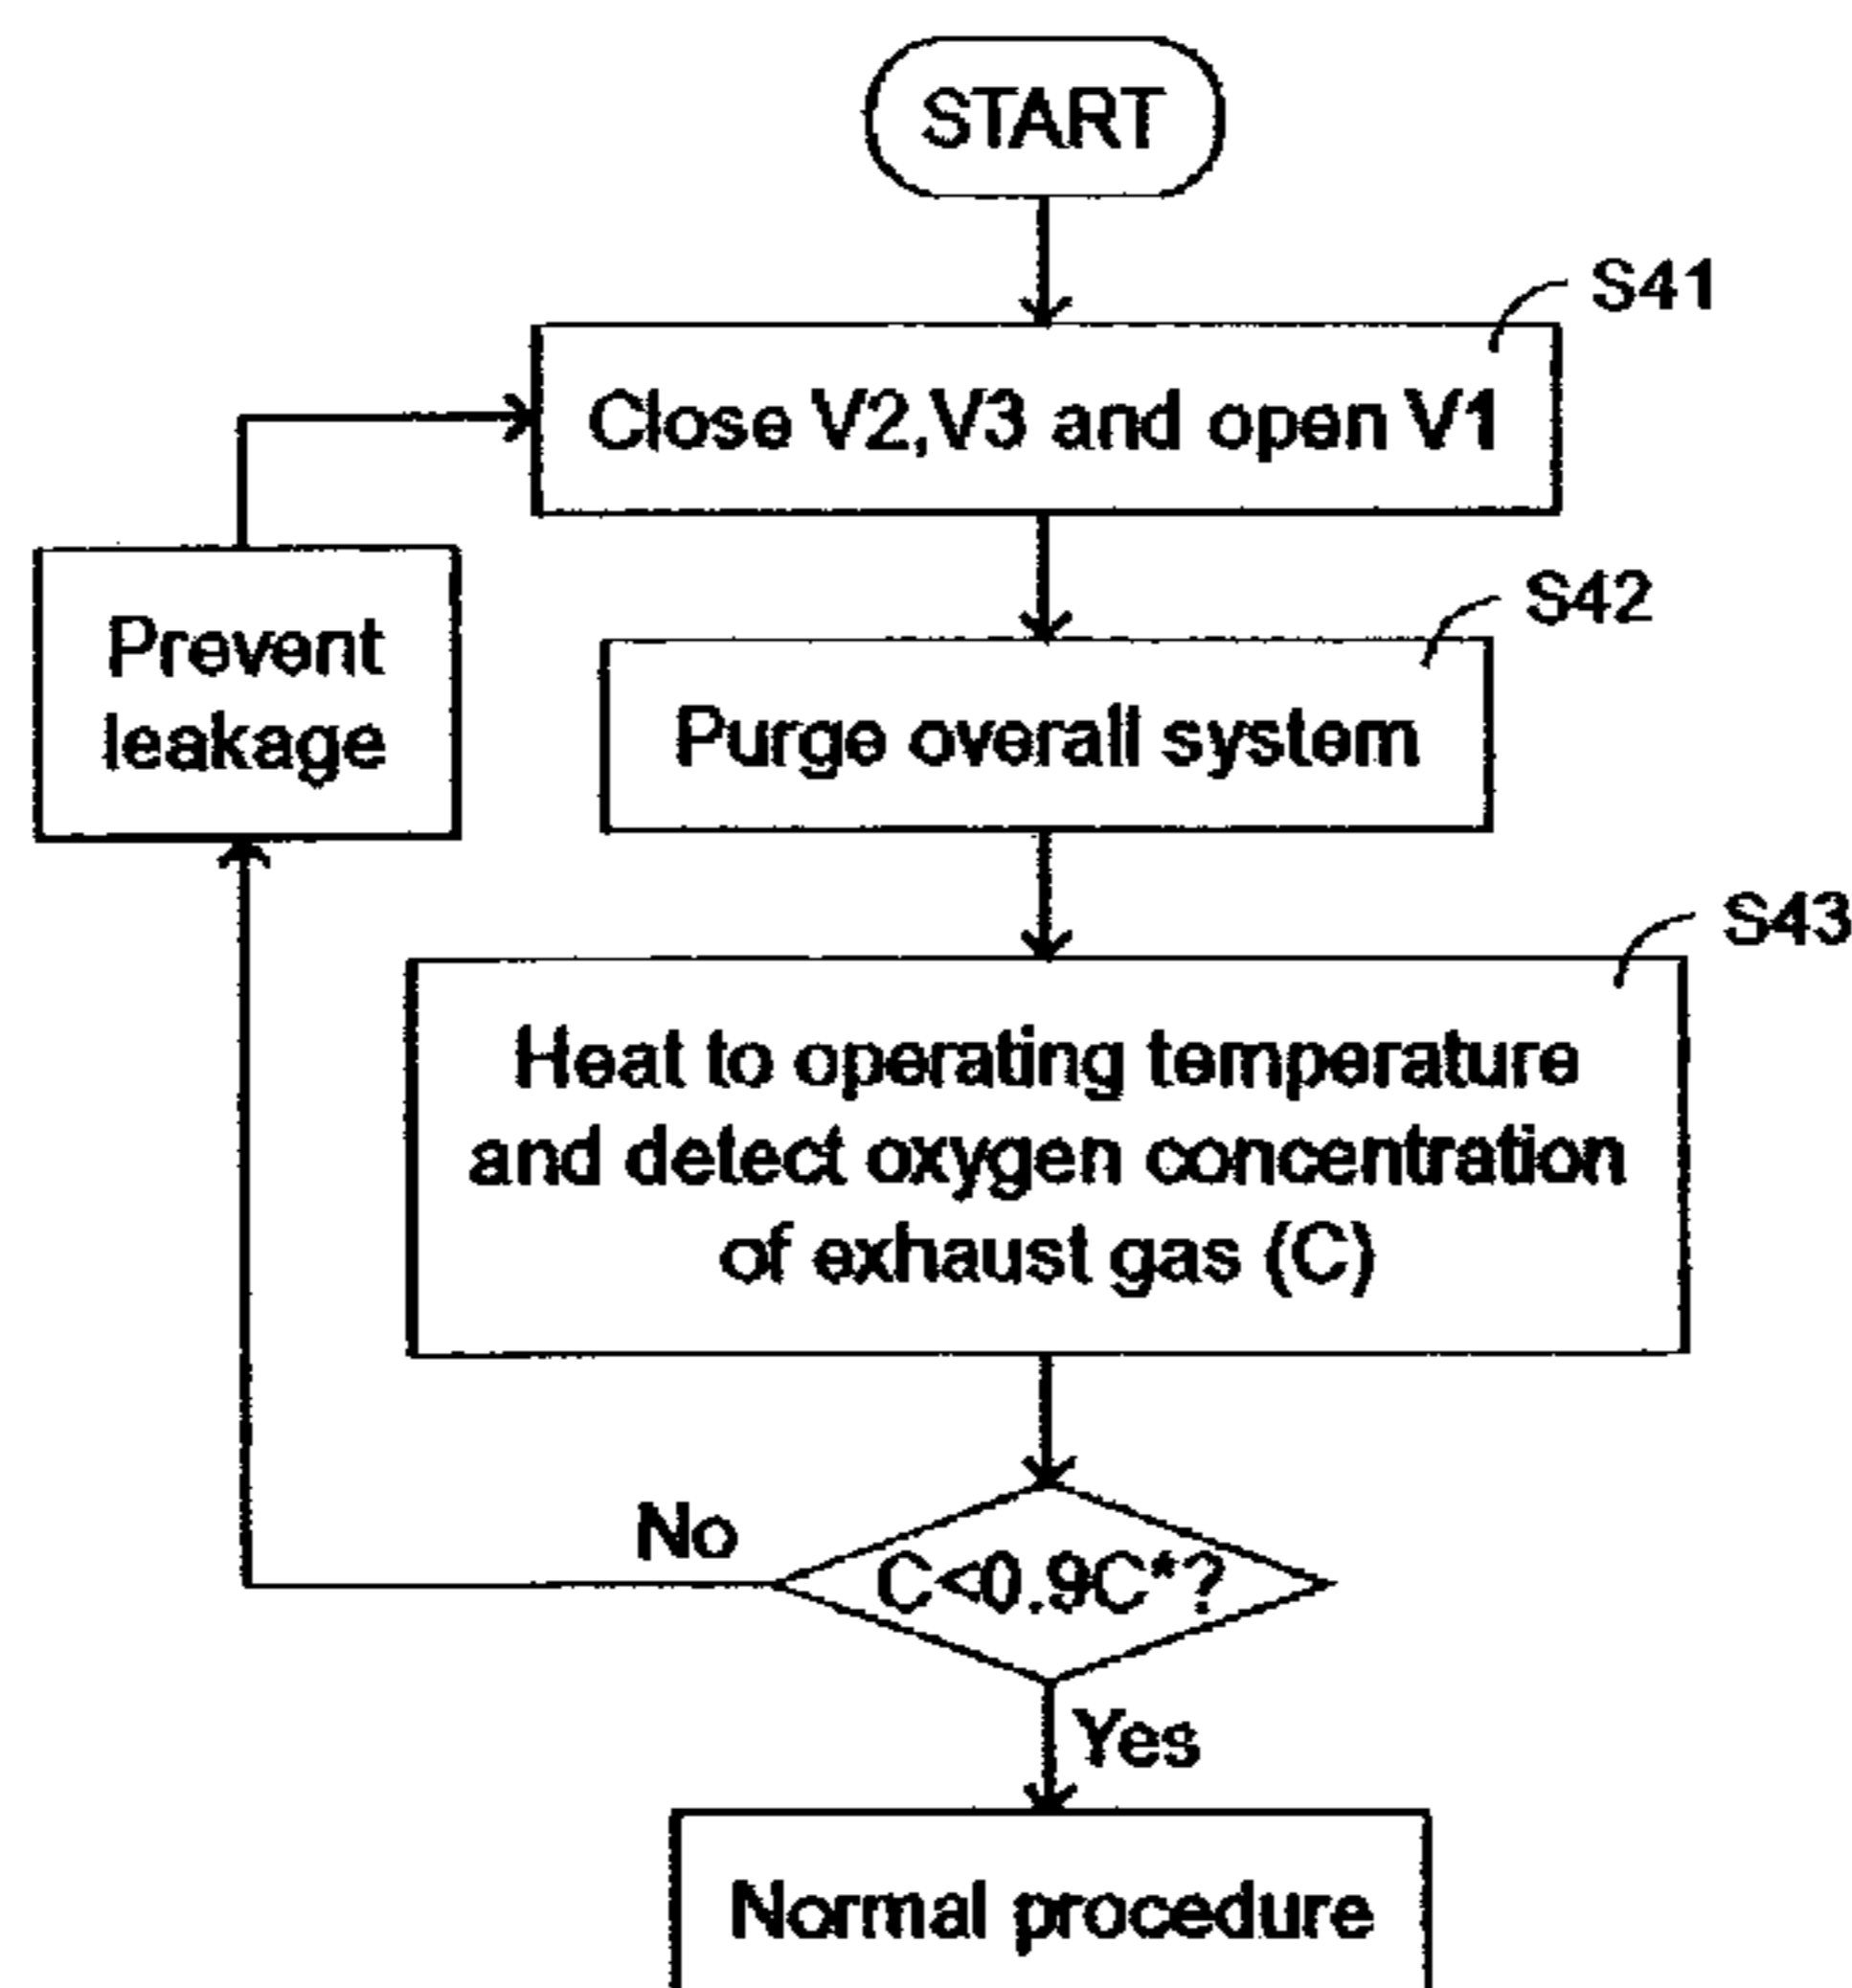 START
S41
Close V2,V3 and open V1
S42
Prevent
leakage
Purge overall system
S43
Heat to operating temperature
and detect oxygen concentration
of exhaust gas (C)
No
C<0.9C*?
Yes
Normal procedure